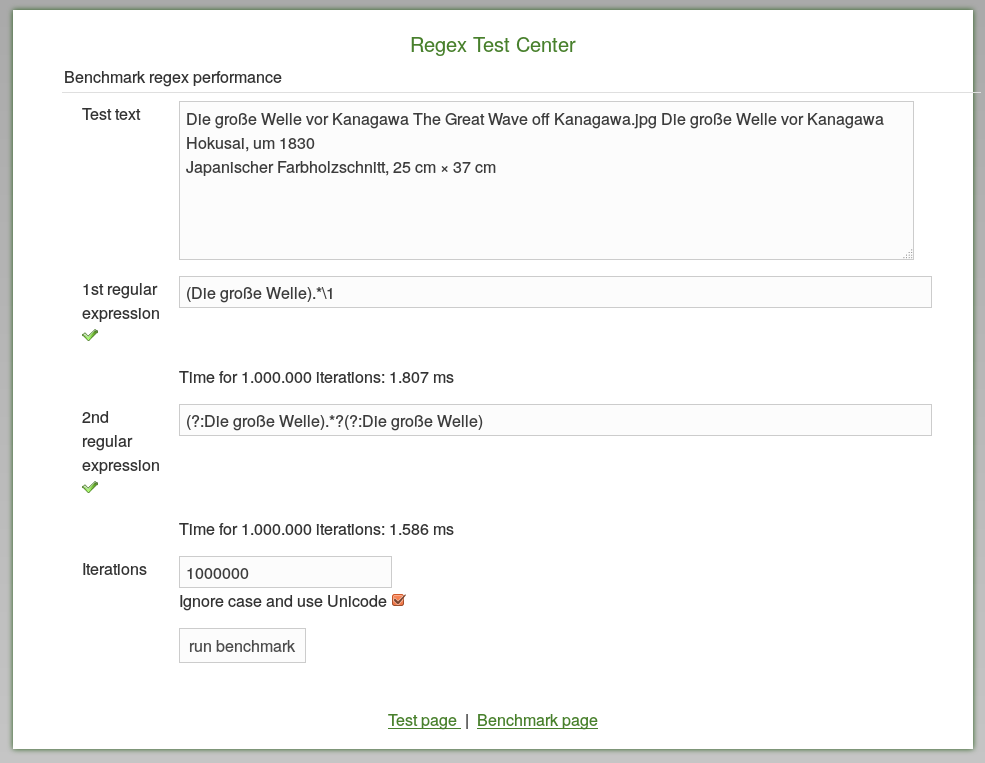 Regex Test Center
Benchmark regex performance
Test text
Die große Welle vor Kanagawa The Great Wave off Kanagawa.jpg Die große Welle vor Kanagawa
Hokusai, um 1830
Japanischer Farbholzschnitt, 25 cm × 37 cm
1st regular
expression
(Die große Welle).*\1
Time for 1.000.000 iterations: 1.807 ms
2nd
regular
expression
(?:Die große Welle).*?(?:Die große Welle)
Time for 1.000.000 iterations: 1.586 ms
Iterations
1000000
Ignore case and use Unicode
run benchmark
Test page | Benchmark page